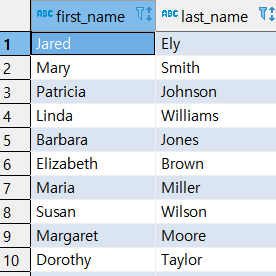 ABC first_name ABC last_name
1 Jared Ely
2 Mary Smith
3 Patricia Johnson
4 Linda Williams
5 Barbara Jones
6 Elizabeth Brown
7 Maria Miller
8 Susan Wilson
9 Margaret Moore
10 Dorothy Taylor